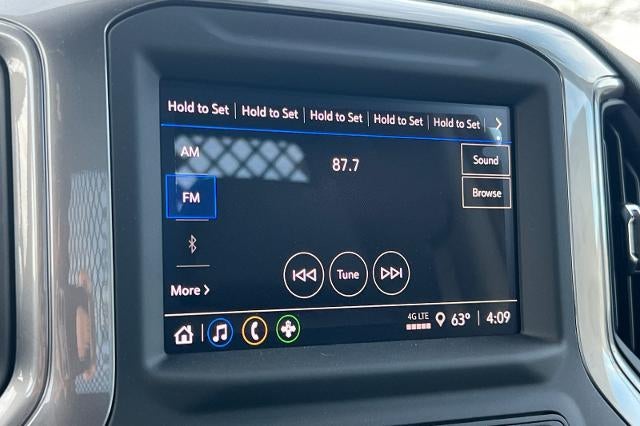 Hold to Set Hold to Set Hold to Set Hold to Set Hold to Set
AM
87.7
Sound
FM
Browse
Tune
More
4G LTE 63° 4:09